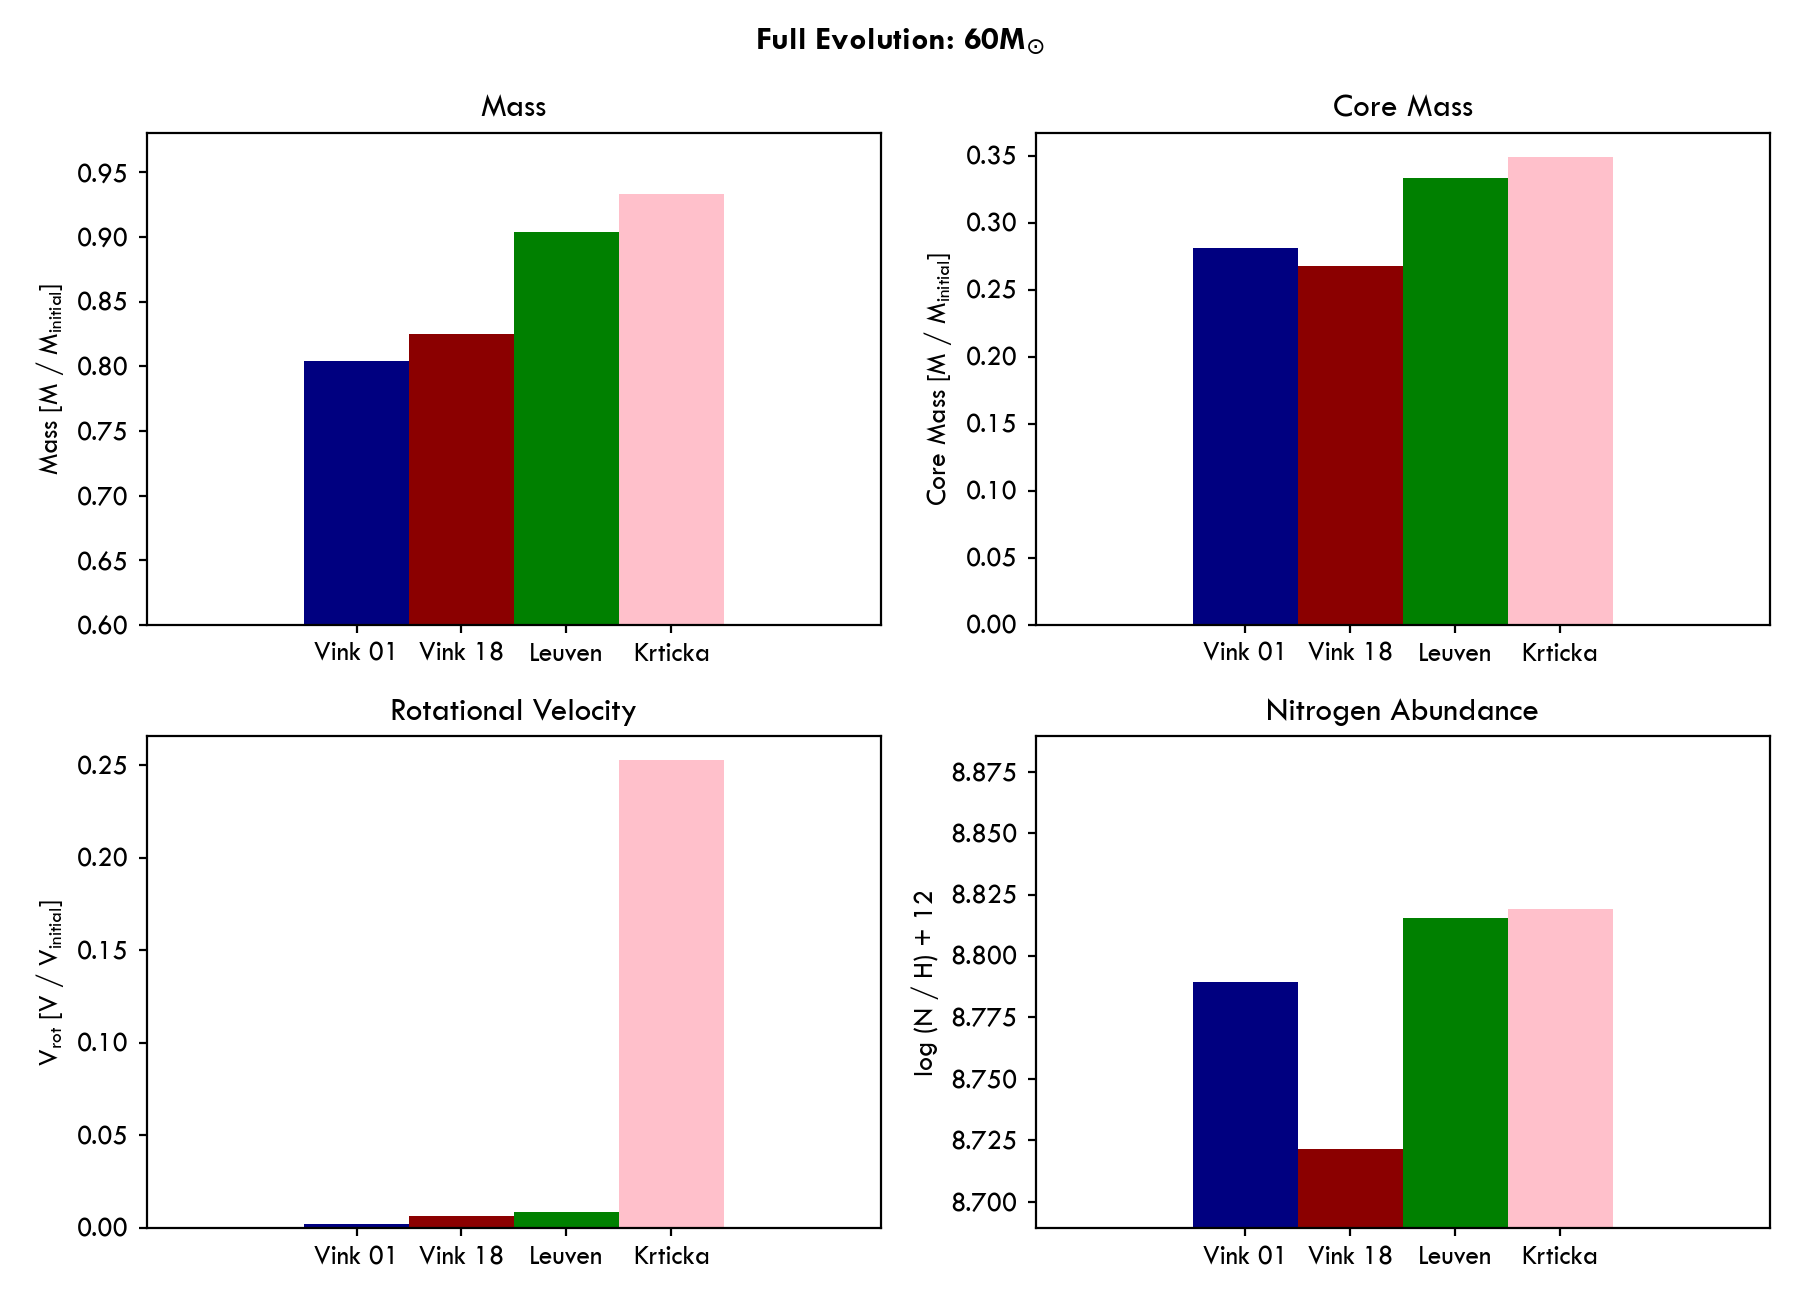 Full Evolution: 60M☉
Mass
Mass [M / Minitial]
0.95
0.90
0.85
0.80
0.75
0.70
0.65
0.60
Vink 01 Vink 18 Leuven Krticka
Core Mass
Core Mass [M / Minitial]
0.35
0.30
0.25
0.20
0.15
0.10
0.05
0.00
Vink 01 Vink 18 Leuven Krticka
Rotational Velocity
Vrot [V / Vinitial]
0.25
0.20
0.15
0.10
0.05
0.00
Vink 01 Vink 18 Leuven Krticka
Nitrogen Abundance
log (N / H) + 12
8.875
8.850
8.825
8.800
8.775
8.750
8.725
8.700
Vink 01 Vink 18 Leuven Krticka